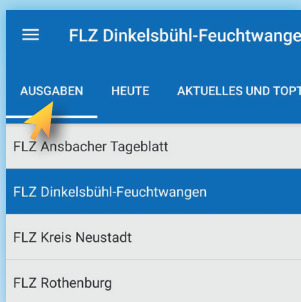 FLZ Dinkelsbühl-Feuchtwange
AUSGABEN HEUTE AKTUELLES UND TOPT
FLZ Ansbacher Tageblatt
FLZ Dinkelsbühl-Feuchtwangen
FLZ Kreis Neustadt
FLZ Rothenburg